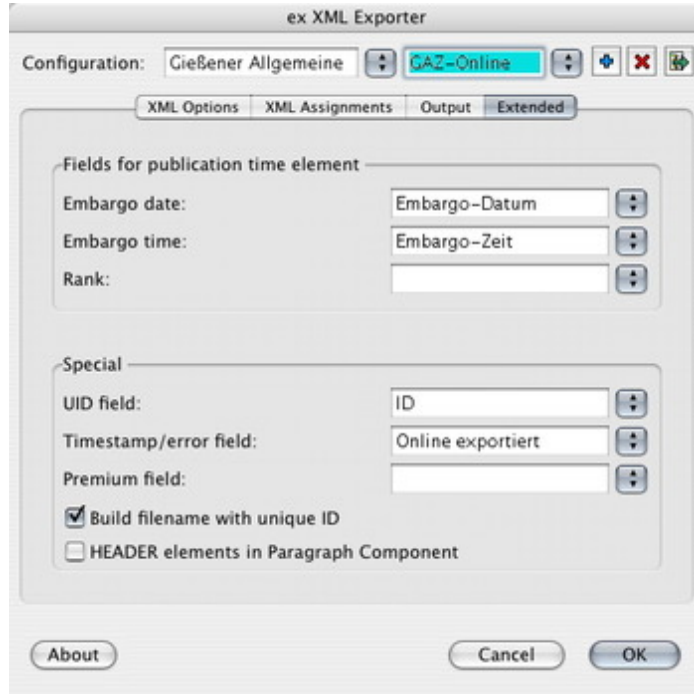 ex XML Exporter
Configuration: Gießener Allgemeine GAZ-Online
XML Options XML Assignments Output Extended
Fields for publication time element
Embargo date: Embargo-Datum
Embargo time: Embargo-Zeit
Rank:
Special
UID field: ID
Timestamp/error field: Online exportiert
Premium field:
Build filename with unique ID
HEADER elements in Paragraph Component
About Cancel OK